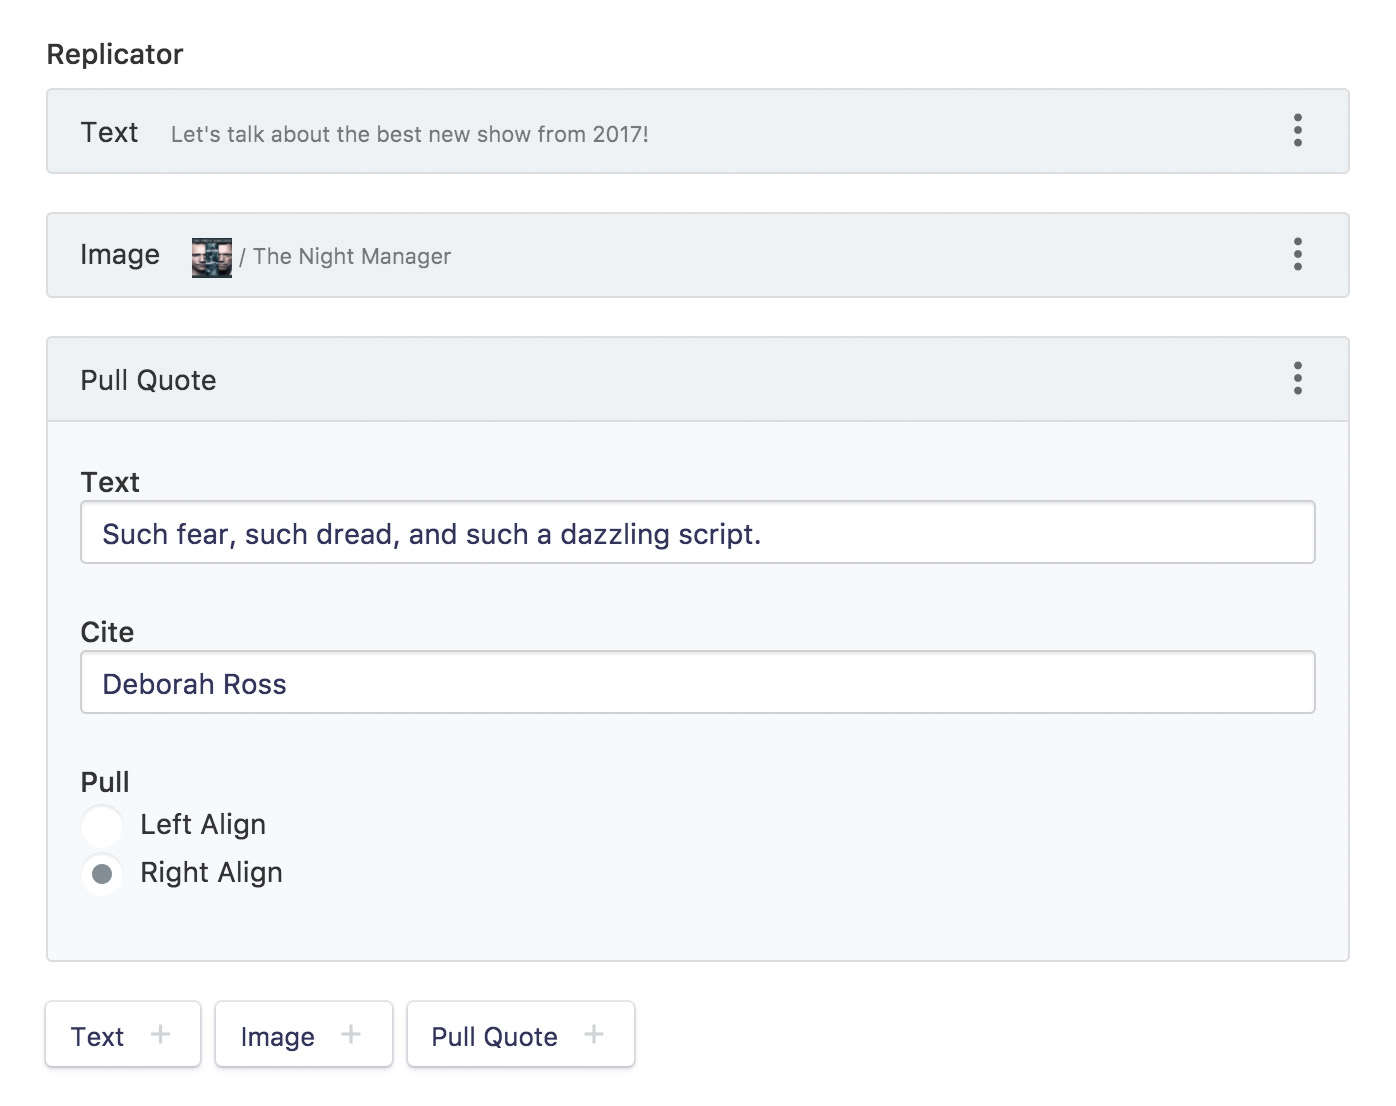 Replicator
Text Let's talk about the best new show from 2017!
Image / The Night Manager
Pull Quote
Text
Such fear, such dread, and such a dazzling script.
Cite
Deborah Ross
Pull
Left Align
Right Align
Text + Image + Pull Quote +